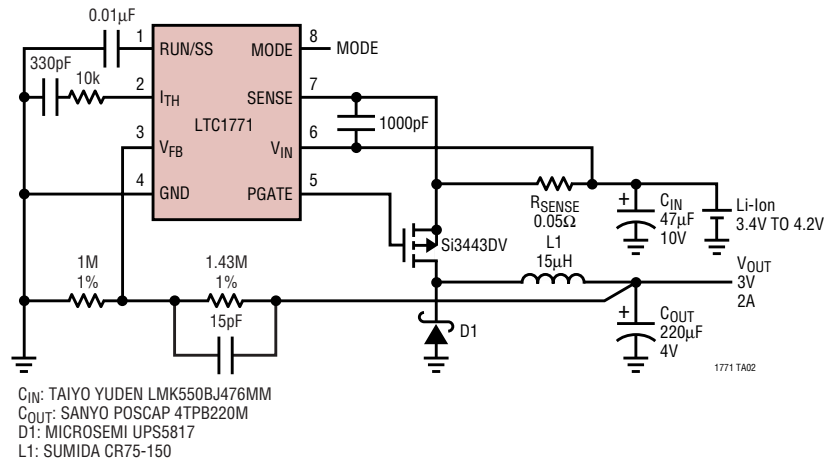 0.01µF
1
RUN/SS
MODE
8
MODE
330pF
10k
2
ITH
SENSE
7
LTC1771
1000pF
3
VFB
VIN
6
4
GND
PGATE
5
RSENSE
0.05Ω
CIN
47µF
10V
Li-Ion
3.4V TO 4.2V
Si3443DV
L1
15µH
1M
1%
1.43M
1%
15pF
VOUT
3V
2A
D1
COUT
220µF
4V
+
+
1771 TA02
CIN: TAIYO YUDEN LMK550BJ476MM
COUT: SANYO POSCAP 4TPB220M
D1: MICROSEMI UPS5817
L1: SUMIDA CR75-150